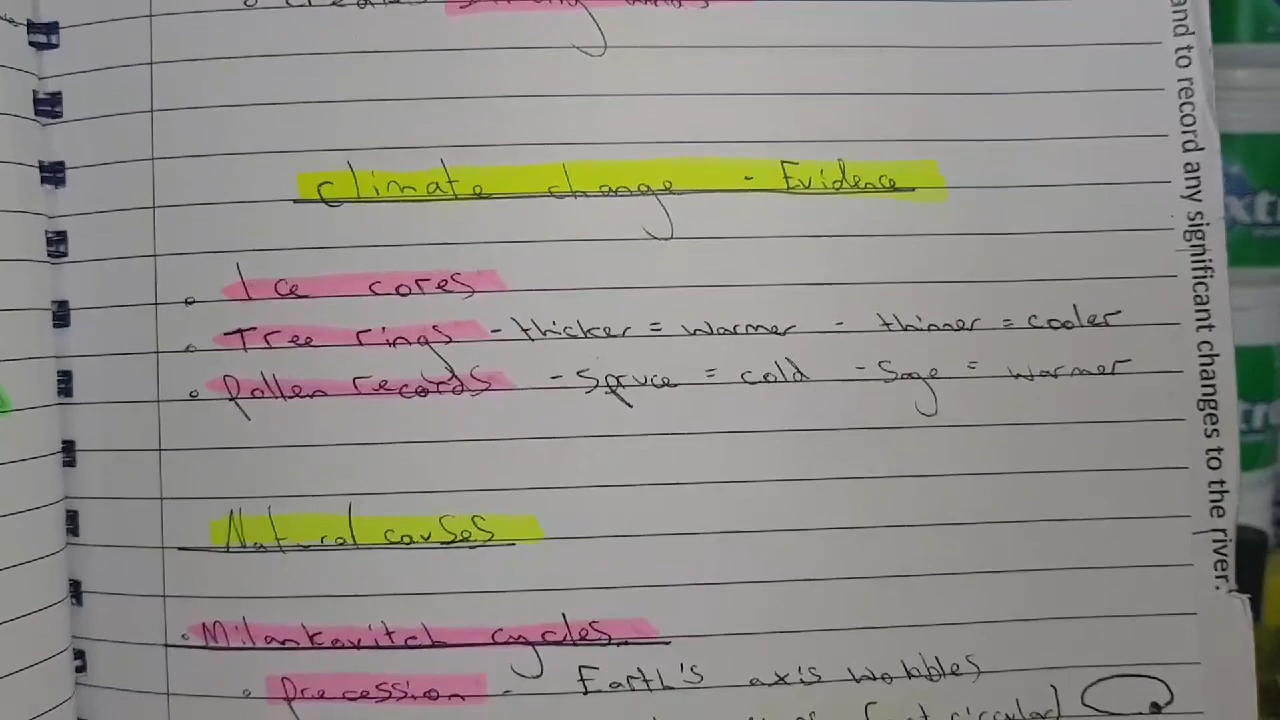 Climate change - Evidence
• Ice cores
• Tree rings - thicker = warmer - thinner = cooler
• Pollen records - Spruce = cold - Sage = warmer
Natural causes
• Milankovitch cycles
• Precession - Earth's axis wobbles
and to record any significant changes to the river.